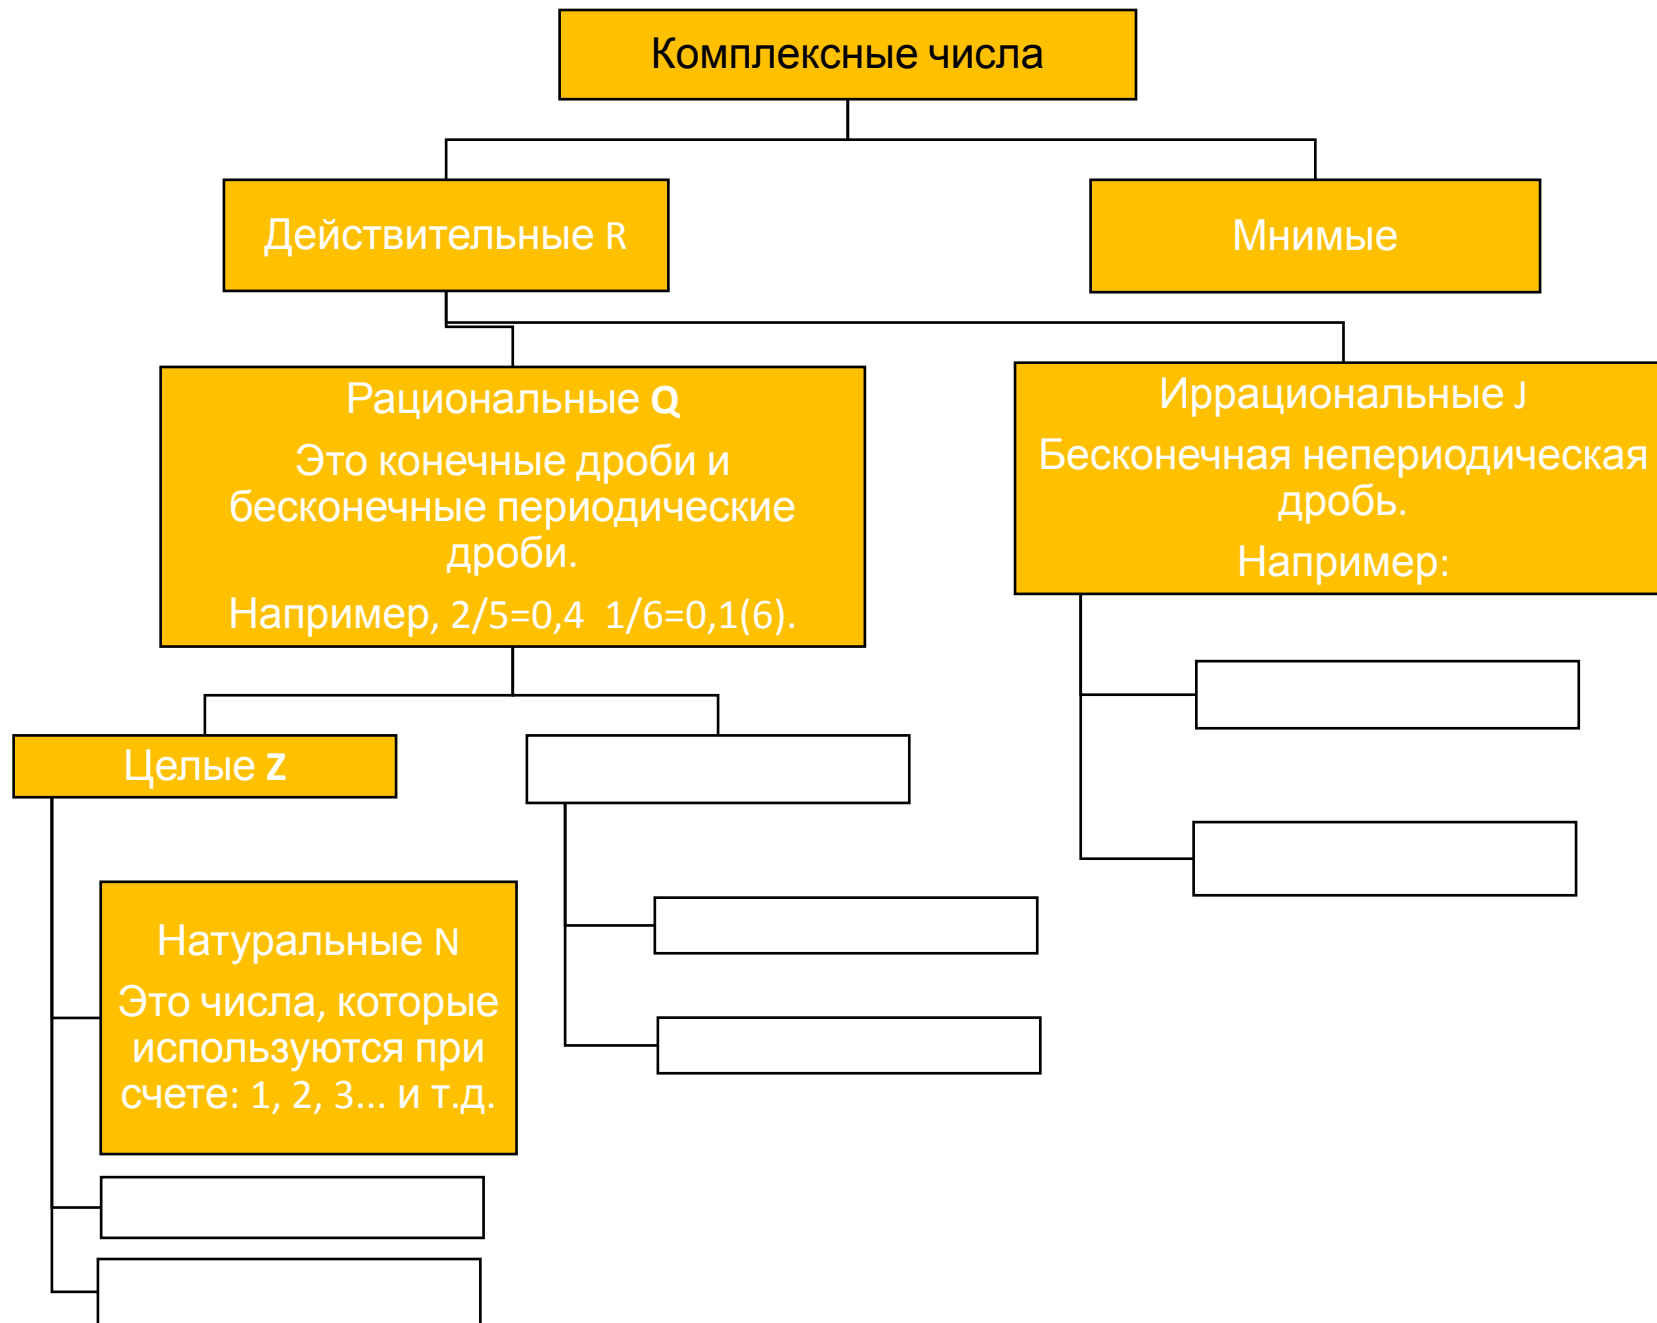 Комплексные числа
Действительные R
Мнимые
Рациональные Q
Это конечные дроби и
бесконечные периодические
дроби.
Например, 2/5=0,4 1/6=0,1(6).
Иррациональные J
Бесконечная непериодическая
дробь.
Например:
Целые Z
Натуральные N
Это числа, которые
используются при
счете: 1, 2, 3… и т.д.